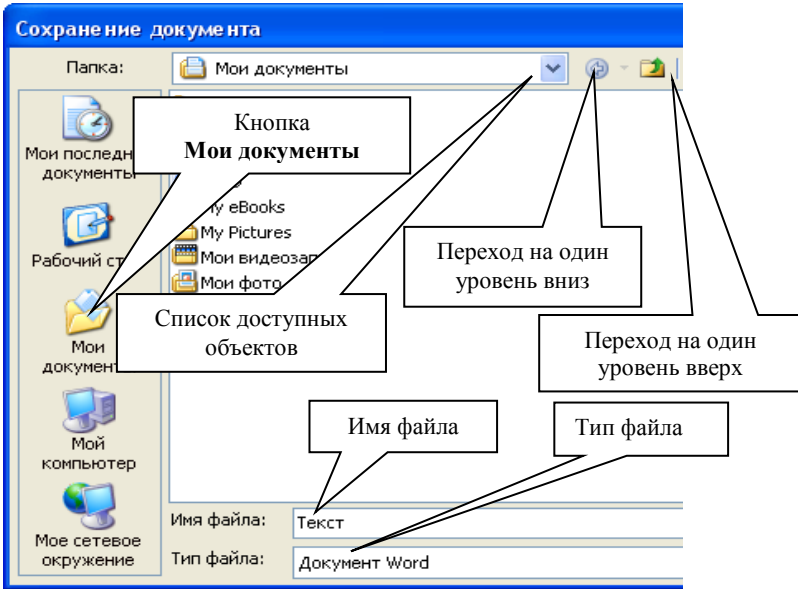 Сохранение документа
Папка:
Мои документы
Кнопка
Мои документы
Мои последн
документы
My eBooks
My Pictures
Рабочий ст
Мои видеозап
Мои фото
Переход на один
уровень вниз
Список доступных
объектов
Переход на один
уровень вверх
Мои
документ
Имя файла
Тип файла
Мой
компьютер
Мое сетевое
окружение
Имя файла:
Текст
Тип файла:
Документ Word